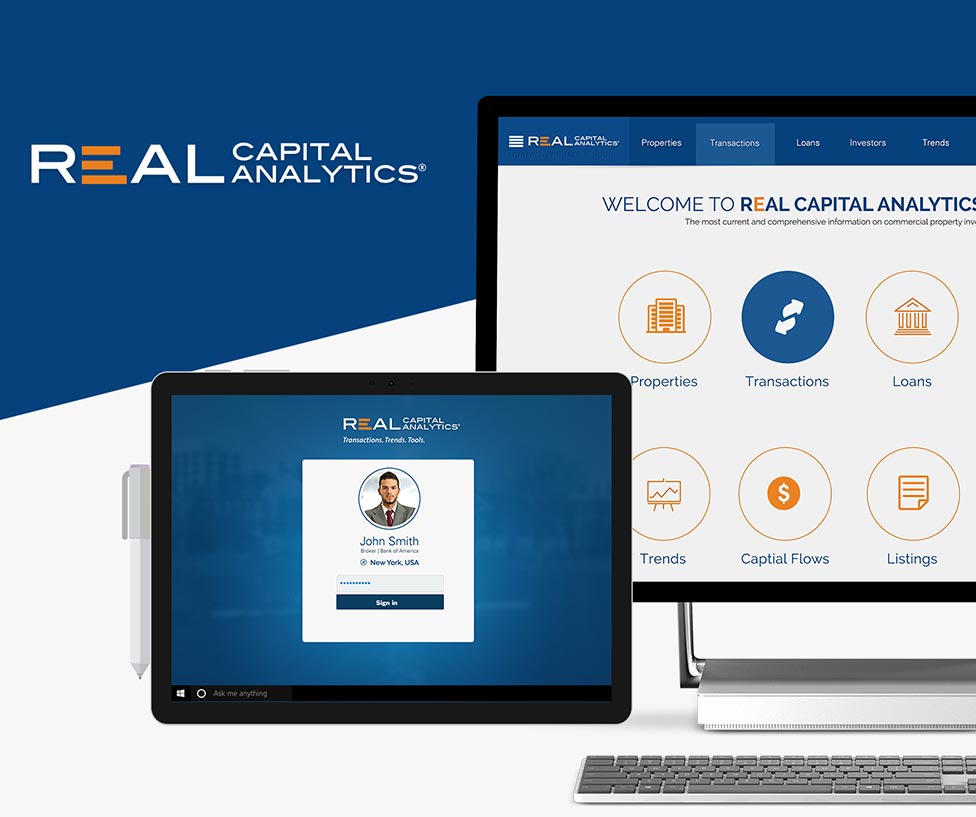 REAL CAPITAL ANALYTICS®
REAL CAPITAL ANALYTICS®
Properties
Transactions
Loans
Investors
Trends
WELCOME TO REAL CAPITAL ANALYTICS
The most current and comprehensive information on commercial property inv
Properties
Transactions
Loans
Trends
Captial Flows
Listings
REAL CAPITAL ANALYTICS®
Transactions. Trends. Tools.
John Smith
Broker | Bank of America
New York, USA
Sign in
Ask me anything